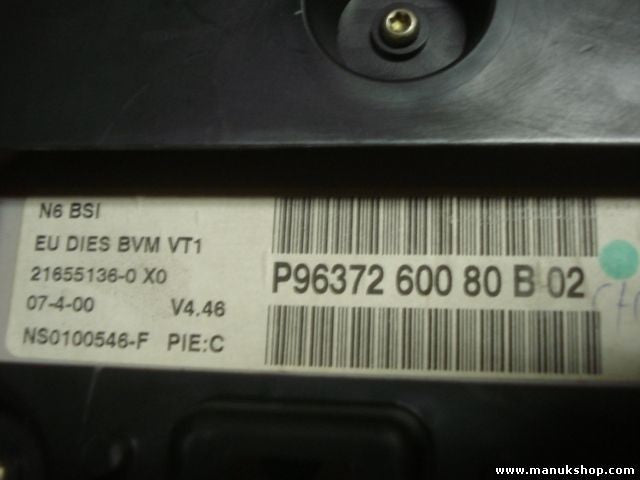 N6 BSI
EU DIES BVM VT1
21655136-0 X0
07-4-00 V4.46
NS0100546-F PIE:C
P96372 600 80 B 02
www.manukshop.com